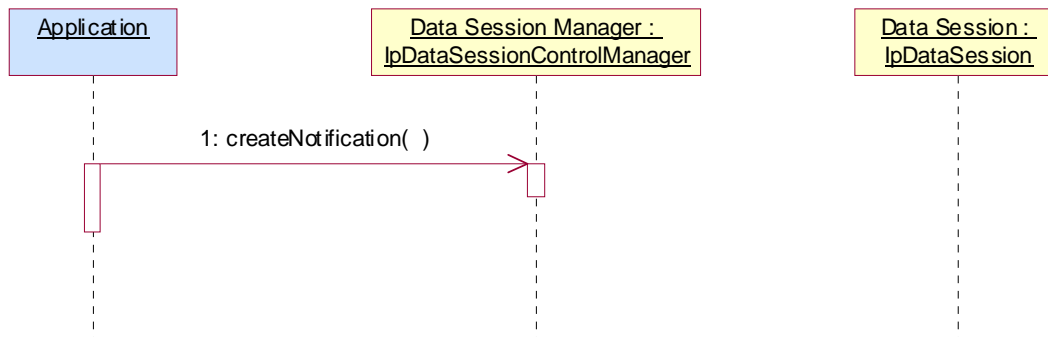 Application
Data Session Manager :
IpDataSessionControlManager
Data Session :
IpDataSession
1: createNotification( )